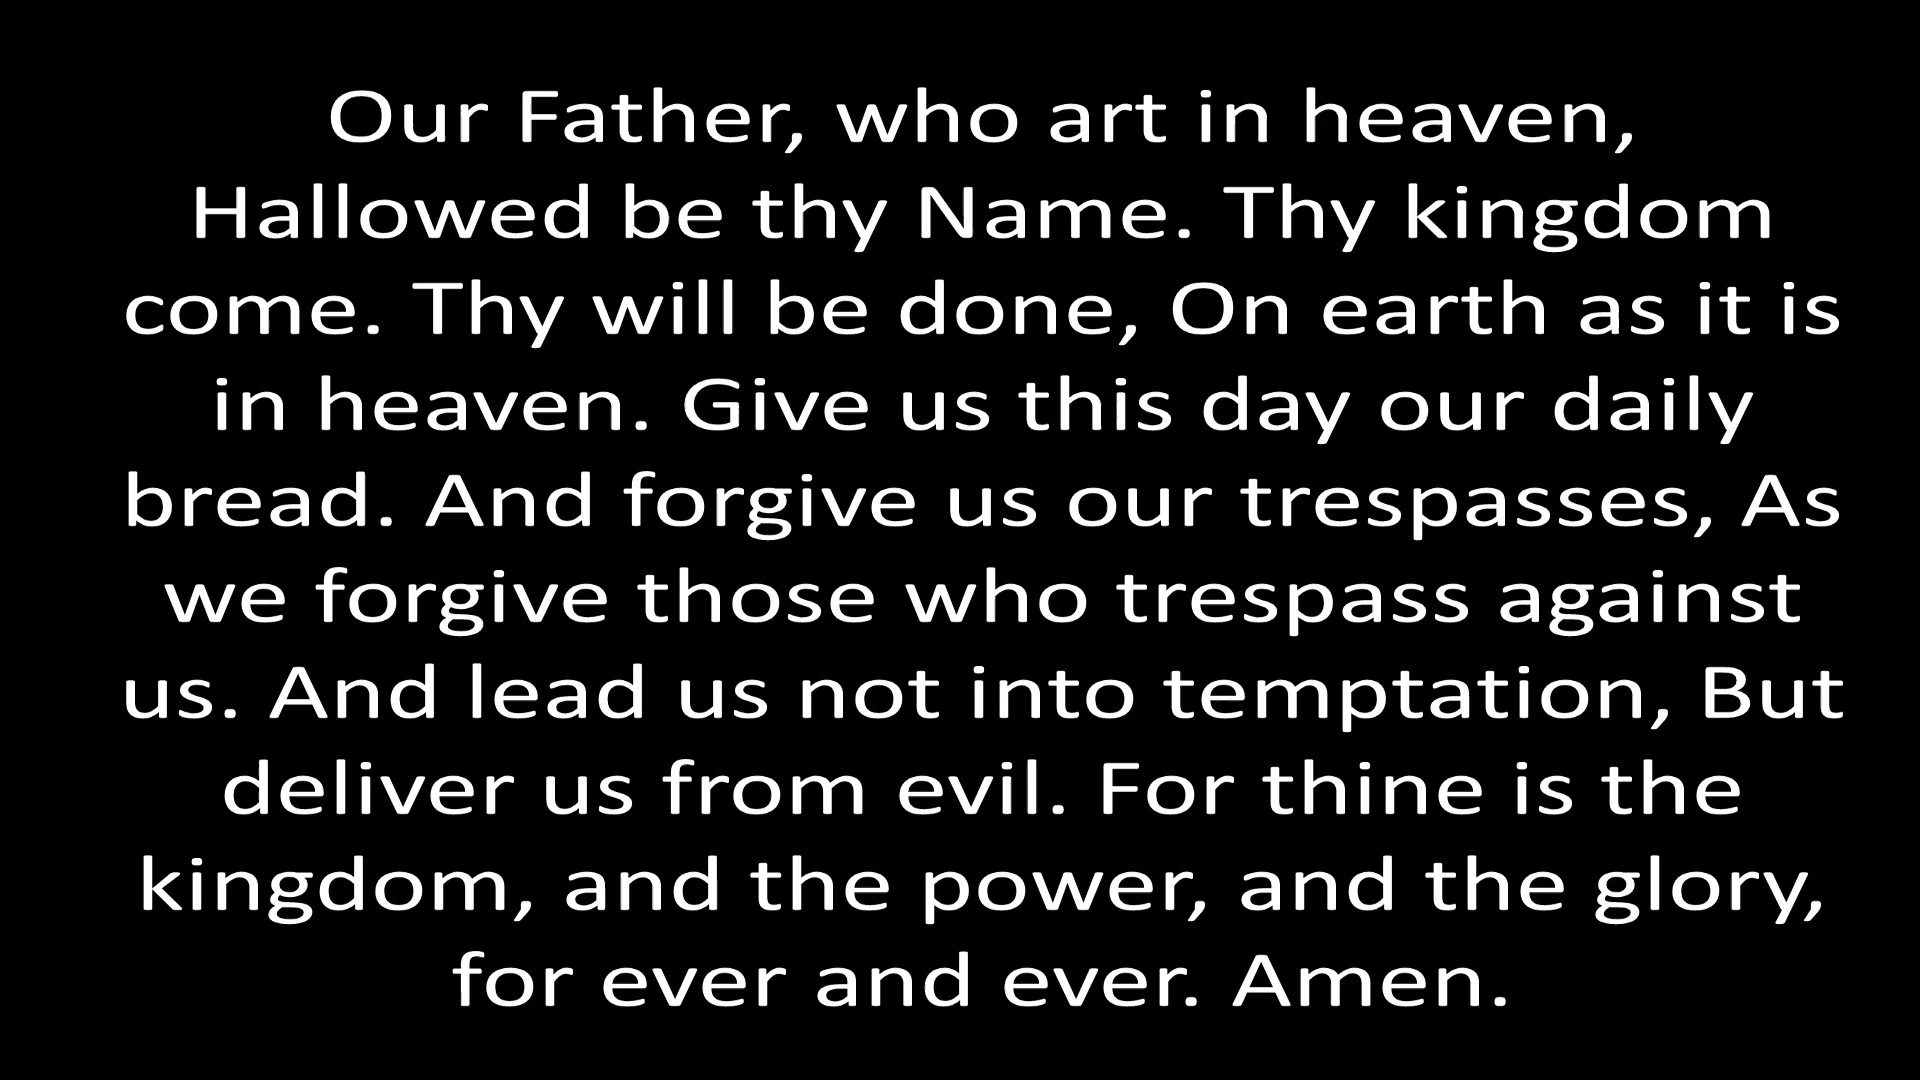 Our Father, who art in heaven,
Hallowed be thy Name. Thy kingdom
come. Thy will be done, On earth as it is
in heaven. Give us this day our daily
bread. And forgive us our trespasses, As
we forgive those who trespass against
us. And lead us not into temptation, But
deliver us from evil. For thine is the
kingdom, and the power, and the glory,
for ever and ever. Amen.